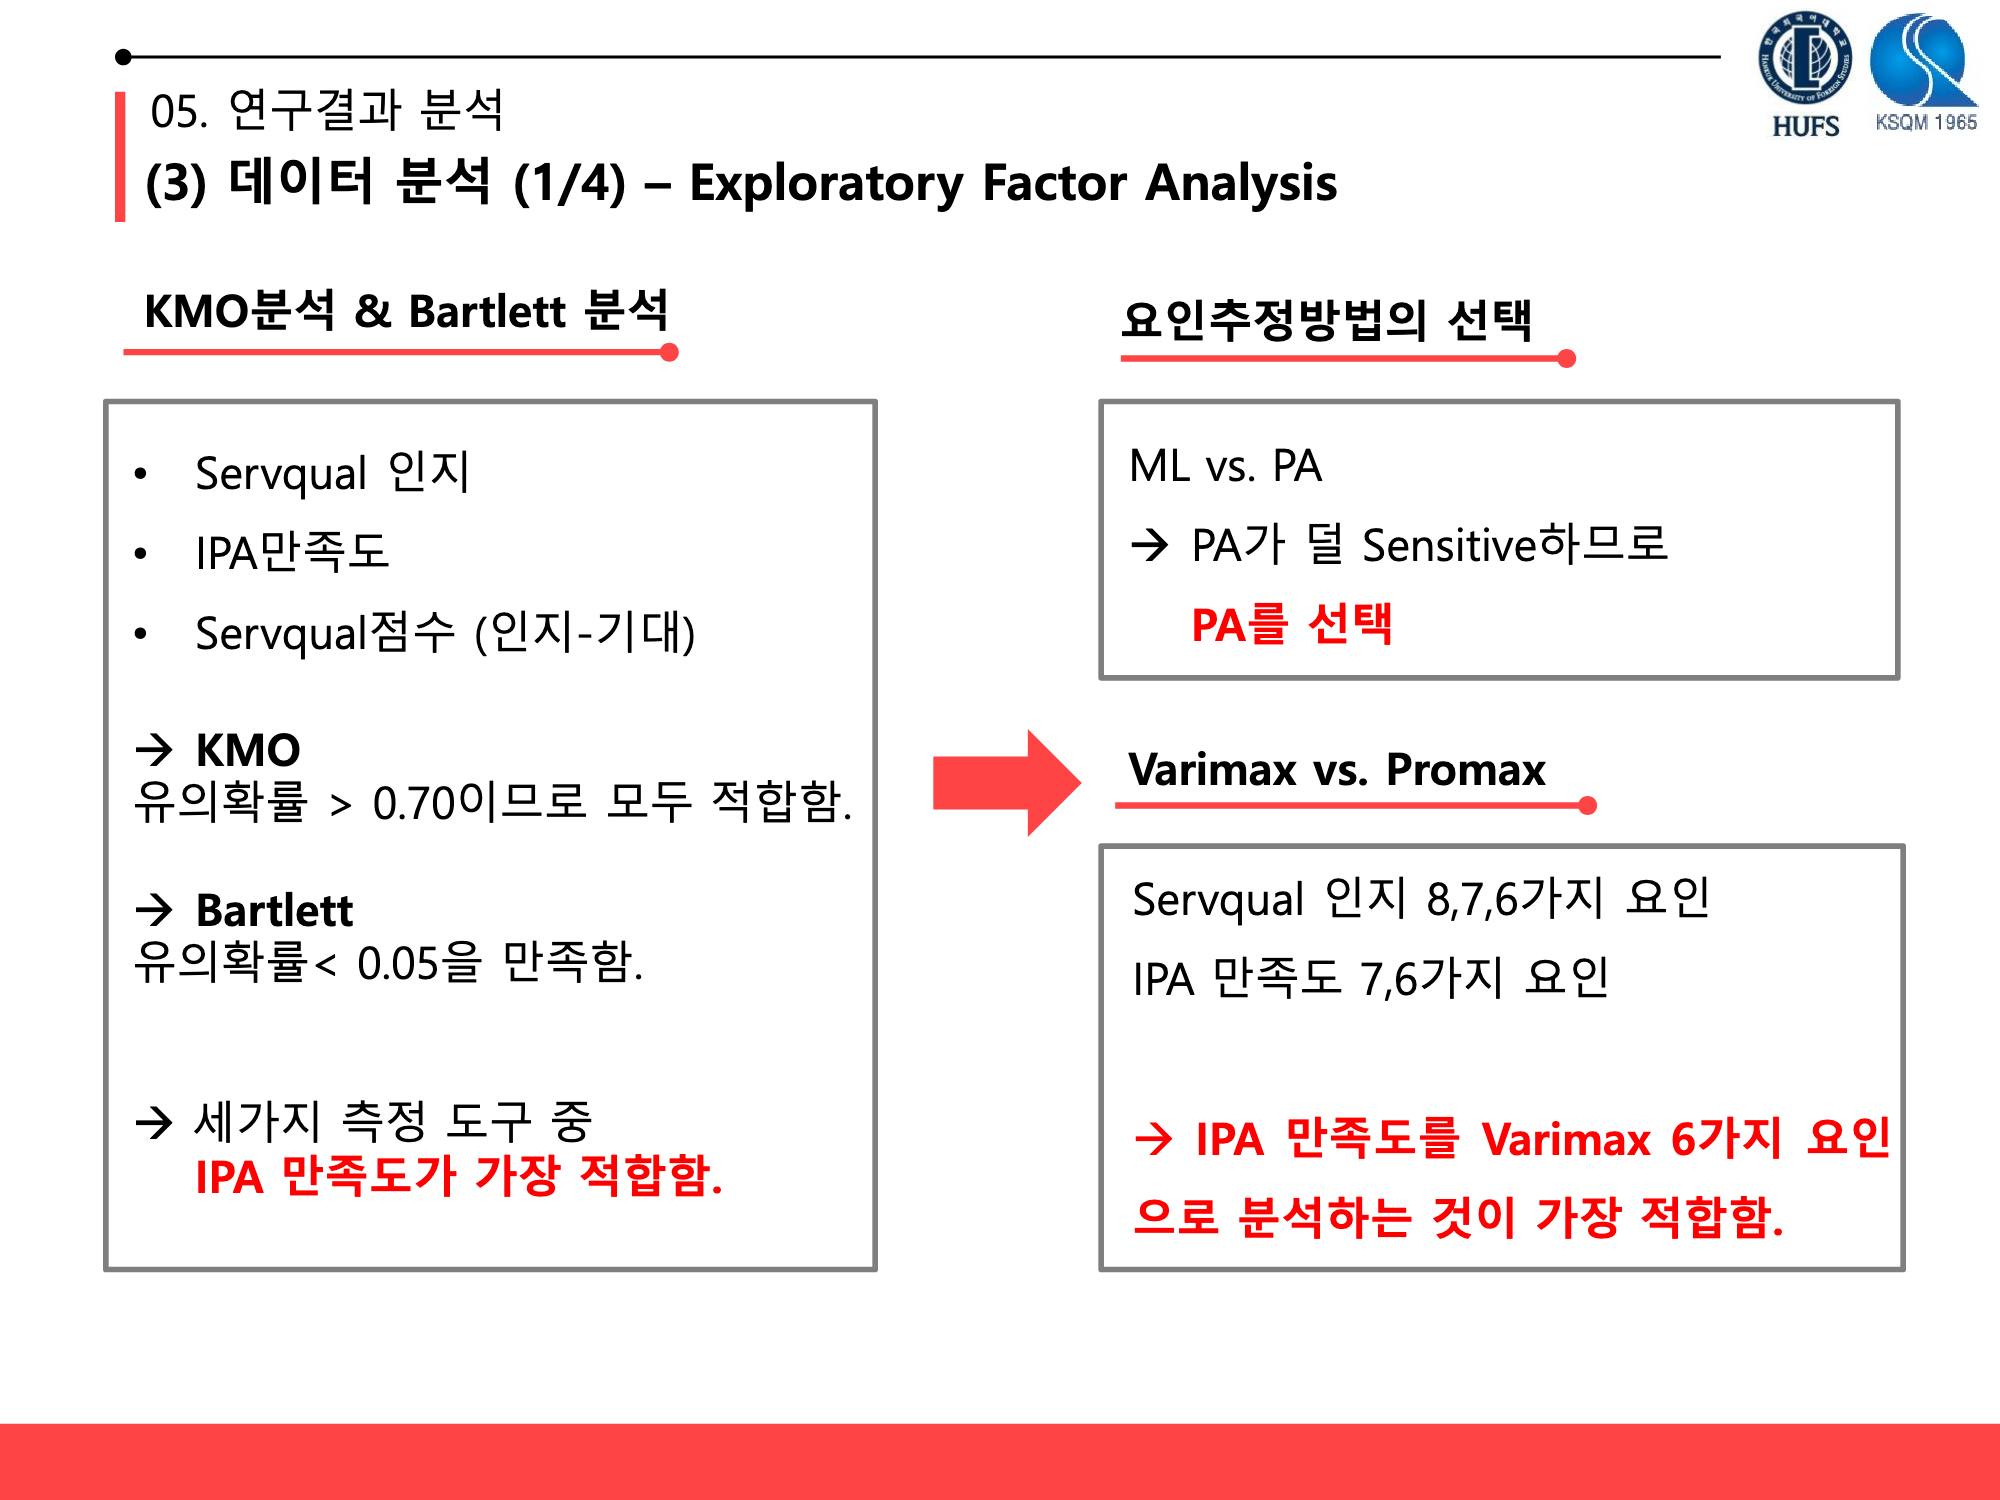 05. 연구결과 분석
(3) 데이터 분석 (1/4) – Exploratory Factor Analysis
HUFS
KSQM 1965
KMO분석 & Bartlett 분석
• Servqual 인지
• IPA만족도
• Servqual점수 (인지-기대)
→ KMO
유의확률 > 0.70이므로 모두 적합함.
→ Bartlett
유의확률< 0.05을 만족함.
→ 세가지 측정 도구 중
IPA 만족도가 가장 적합함.
요인추정방법의 선택
ML vs. PA
→ PA가 덜 Sensitive하므로
PA를 선택
Varimax vs. Promax
Servqual 인지 8,7,6가지 요인
IPA 만족도 7,6가지 요인
→ IPA 만족도를 Varimax 6가지 요인
으로 분석하는 것이 가장 적합함.